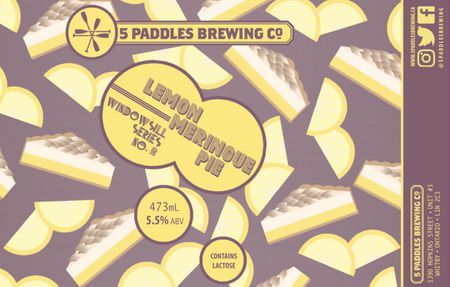 5 PADDLES BREWING Cº
LEMON
MERINGUE
PIE
WINDOWSILL
SERIES
473mL
5.5% ABV
CONTAINS
LACTOSE
WWW.5PADDLESBREWING.CA
@5PADDLESBREWING
5 PADDLES BREWING Cº
1390 HOPKINS STREET • UNIT #3
WHITBY • ONTARIO • L1N 2C3